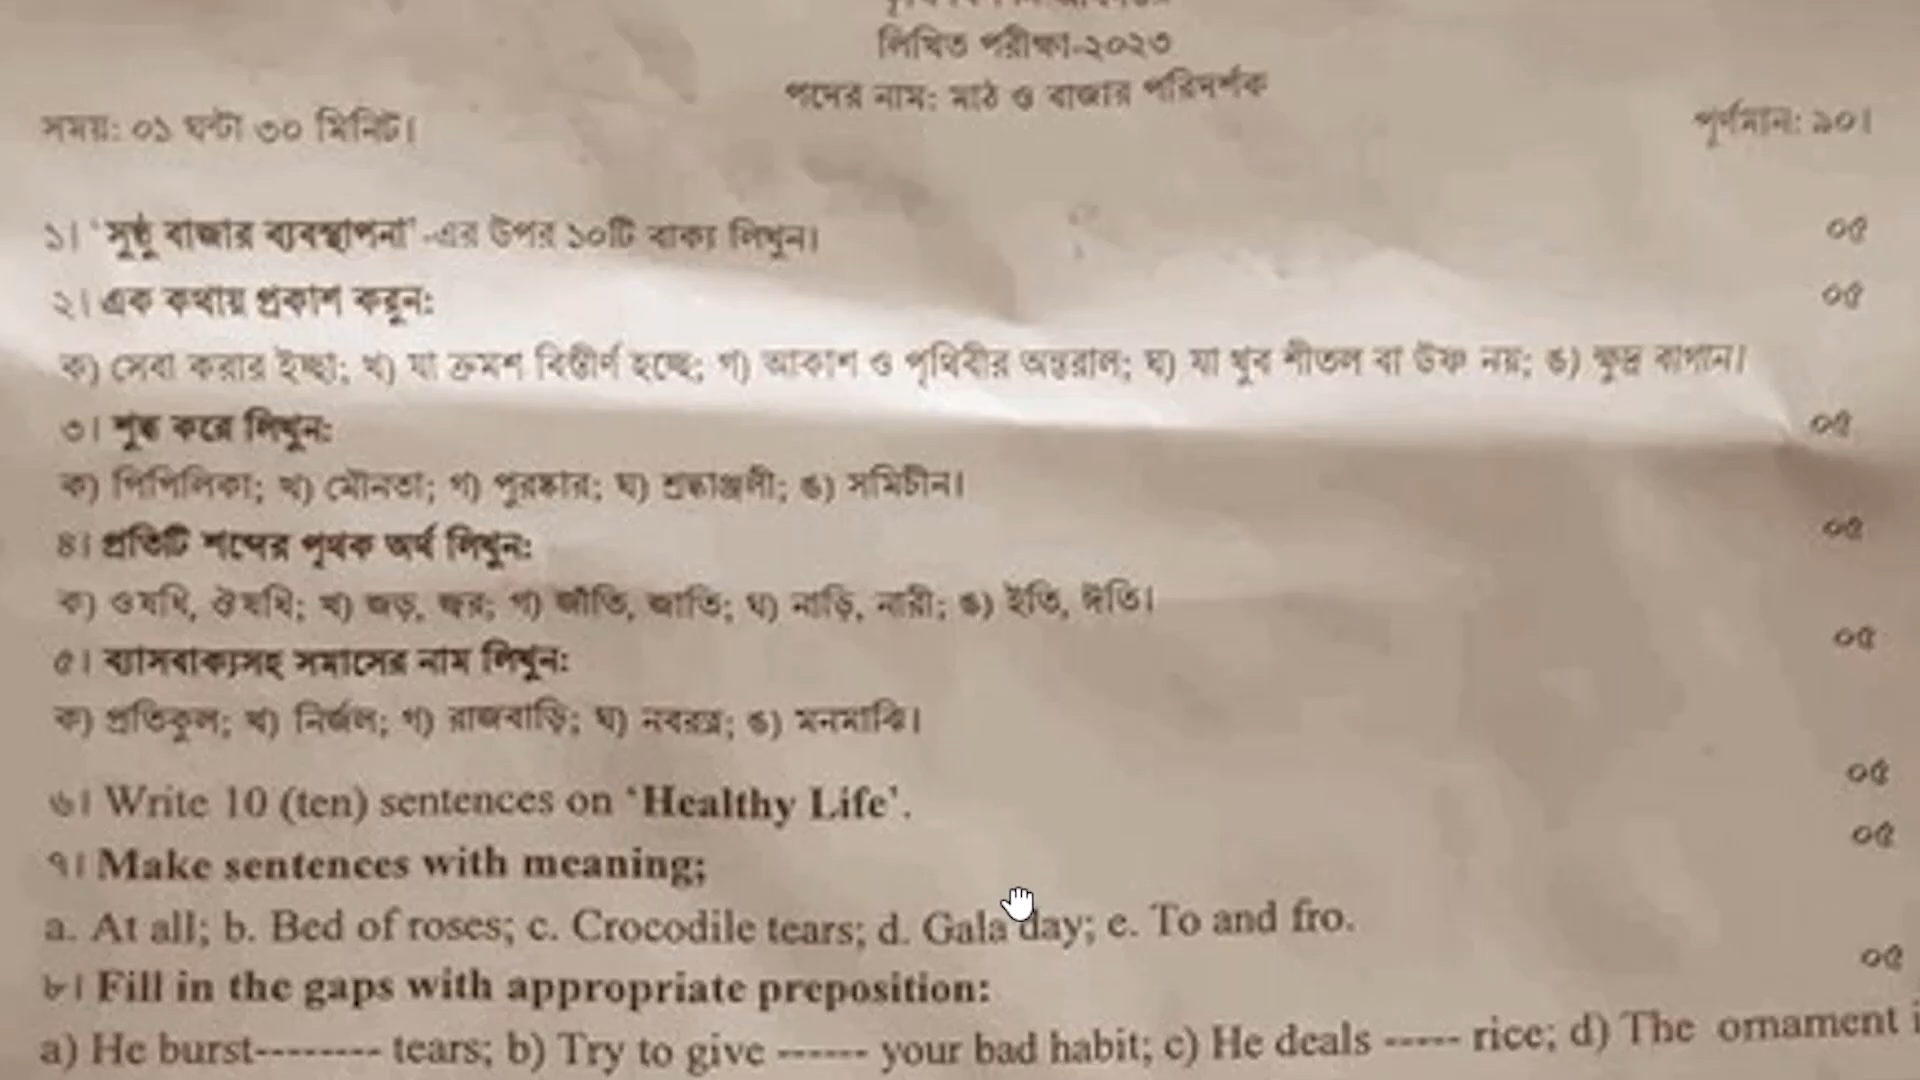 লিখিত পরীক্ষা-২০২৩
পদের নাম: মাঠ ও বাজার পরিদর্শক
সময়: ০১ ঘন্টা ৩০ মিনিট।
পূর্ণমান: ৯০।
১। ‘সুষ্ঠু বাজার ব্যবস্থাপনা’-এর উপর ১০টি বাক্য লিখুন। ০৫
২। এক কথায় প্রকাশ করুন: ০৫
ক) সেবা করার ইচ্ছা; খ) যা ক্রমশ বিস্তীর্ণ হচ্ছে; গ) আকাশ ও পৃথিবীর অন্তরাল; ঘ) যা খুব শীতল বা উষ্ণ নয়; ঙ) ক্ষুদ্র বাগান।
৩। শুদ্ধ করে লিখুন: ০৫
ক) পিপিলিকা; খ) মৌনতা; গ) পুরষ্কার; ঘ) শ্রদ্ধাঞ্জলী; ঙ) সমিচীন।
৪। প্রতিটি শব্দের পৃথক অর্থ লিখুন: ০৫
ক) ওষধি, ঔষধি; খ) জড়, জ্বর; গ) জাঁতি, জাতি; ঘ) নাড়ি, নারী; ঙ) ইতি, ঈতি।
৫। ব্যাসবাক্যসহ সমাসের নাম লিখুন: ০৫
ক) প্রতিকুল; খ) নির্জল; গ) রাজবাড়ি; ঘ) নবরত্ন; ঙ) মনমাঝি।
৬। Write 10 (ten) sentences on ‘Healthy Life’. ০৫
৭। Make sentences with meaning; ০৫
a. At all; b. Bed of roses; c. Crocodile tears; d. Gala day; e. To and fro.
৮। Fill in the gaps with appropriate preposition: ০৫
a) He burst-------- tears; b) Try to give ------ your bad habit; c) He deals ----- rice; d) The ornament